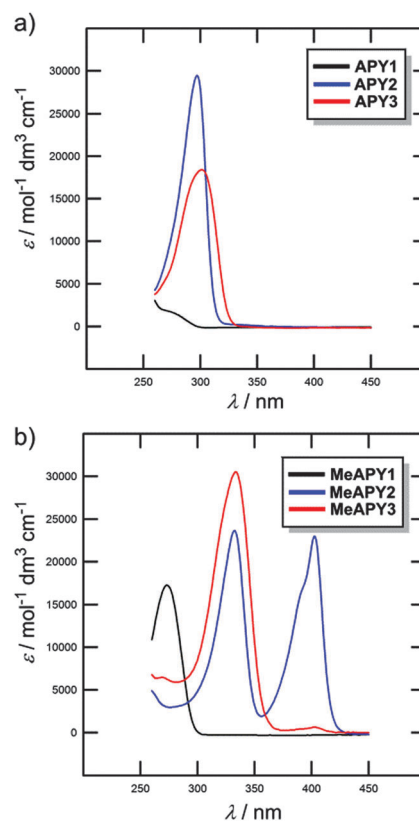 a)
APY1
APY2
APY3
30000
25000
20000
15000
10000
5000
0
ε / mol⁻¹ dm³ cm⁻¹
250 300 350 400 450
λ / nm
b)
MeAPY1
MeAPY2
MeAPY3
30000
25000
20000
15000
10000
5000
0
ε / mol⁻¹ dm³ cm⁻¹
250 300 350 400 450
λ / nm